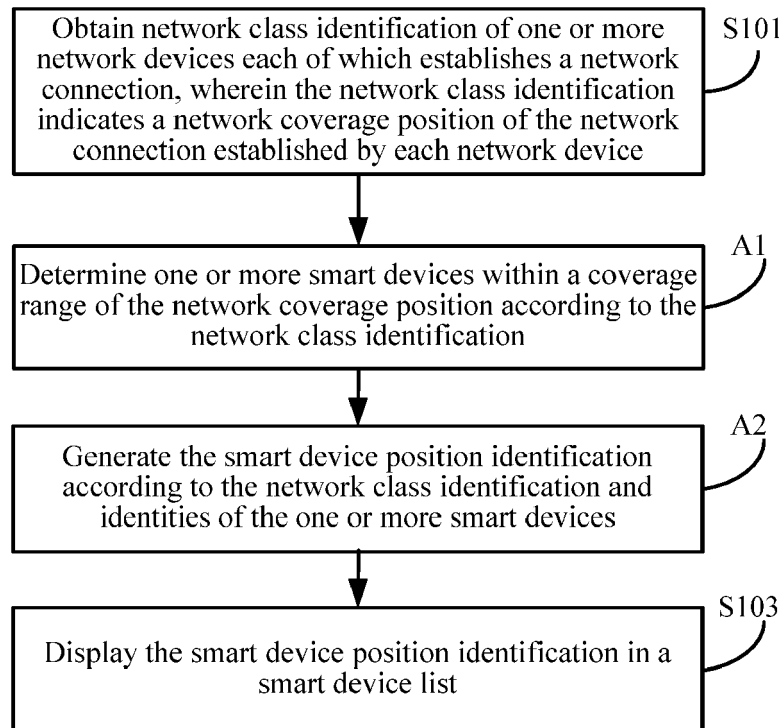 Obtain network class identification of one or more
network devices each of which establishes a network
connection, wherein the network class identification
indicates a network coverage position of the network
connection established by each network device
S101
Determine one or more smart devices within a coverage
range of the network coverage position according to the
network class identification
A1
Generate the smart device position identification
according to the network class identification and
identities of the one or more smart devices
A2
Display the smart device position identification in a
smart device list
S103